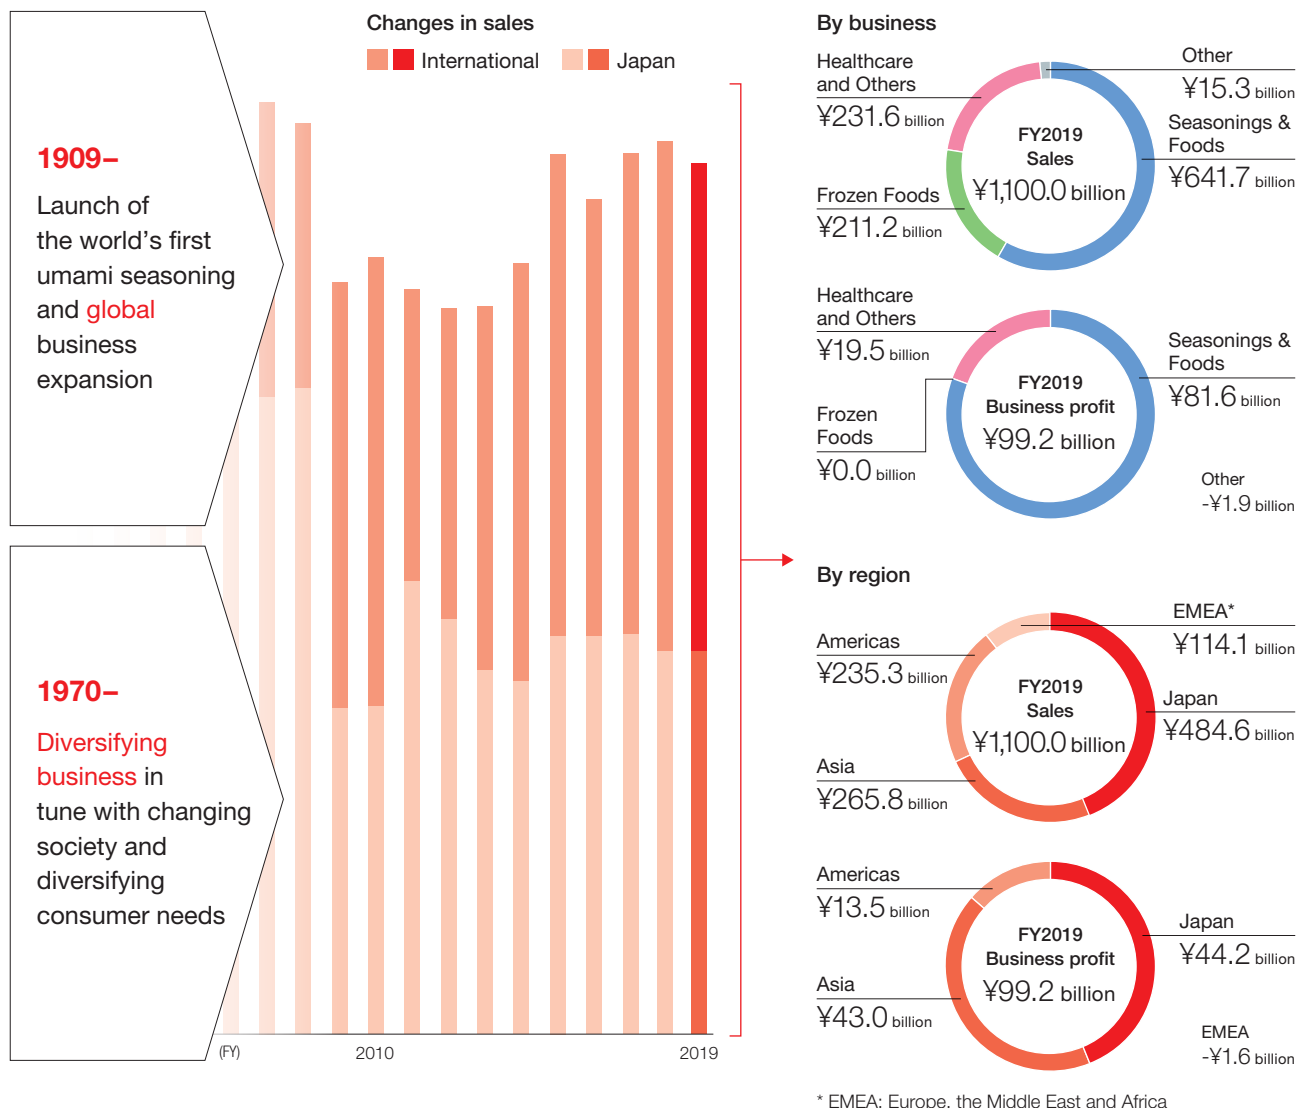 1909–
Launch of
the world’s first
umami seasoning
and global
business
expansion
1970–
Diversifying
business in
tune with changing
society and
diversifying
consumer needs
Changes in sales
International
Japan
(FY)
2010
2019
By business
Healthcare
and Others
¥231.6 billion
Frozen Foods
¥211.2 billion
FY2019
Sales
¥1,100.0 billion
Other
¥15.3 billion
Seasonings &
Foods
¥641.7 billion
Healthcare
and Others
¥19.5 billion
Frozen
Foods
¥0.0 billion
FY2019
Business profit
¥99.2 billion
Seasonings &
Foods
¥81.6 billion
Other
-¥1.9 billion
By region
Americas
¥235.3 billion
Asia
¥265.8 billion
FY2019
Sales
¥1,100.0 billion
EMEA*
¥114.1 billion
Japan
¥484.6 billion
Americas
¥13.5 billion
Asia
¥43.0 billion
FY2019
Business profit
¥99.2 billion
Japan
¥44.2 billion
EMEA
-¥1.6 billion
* EMEA: Europe, the Middle East and Africa